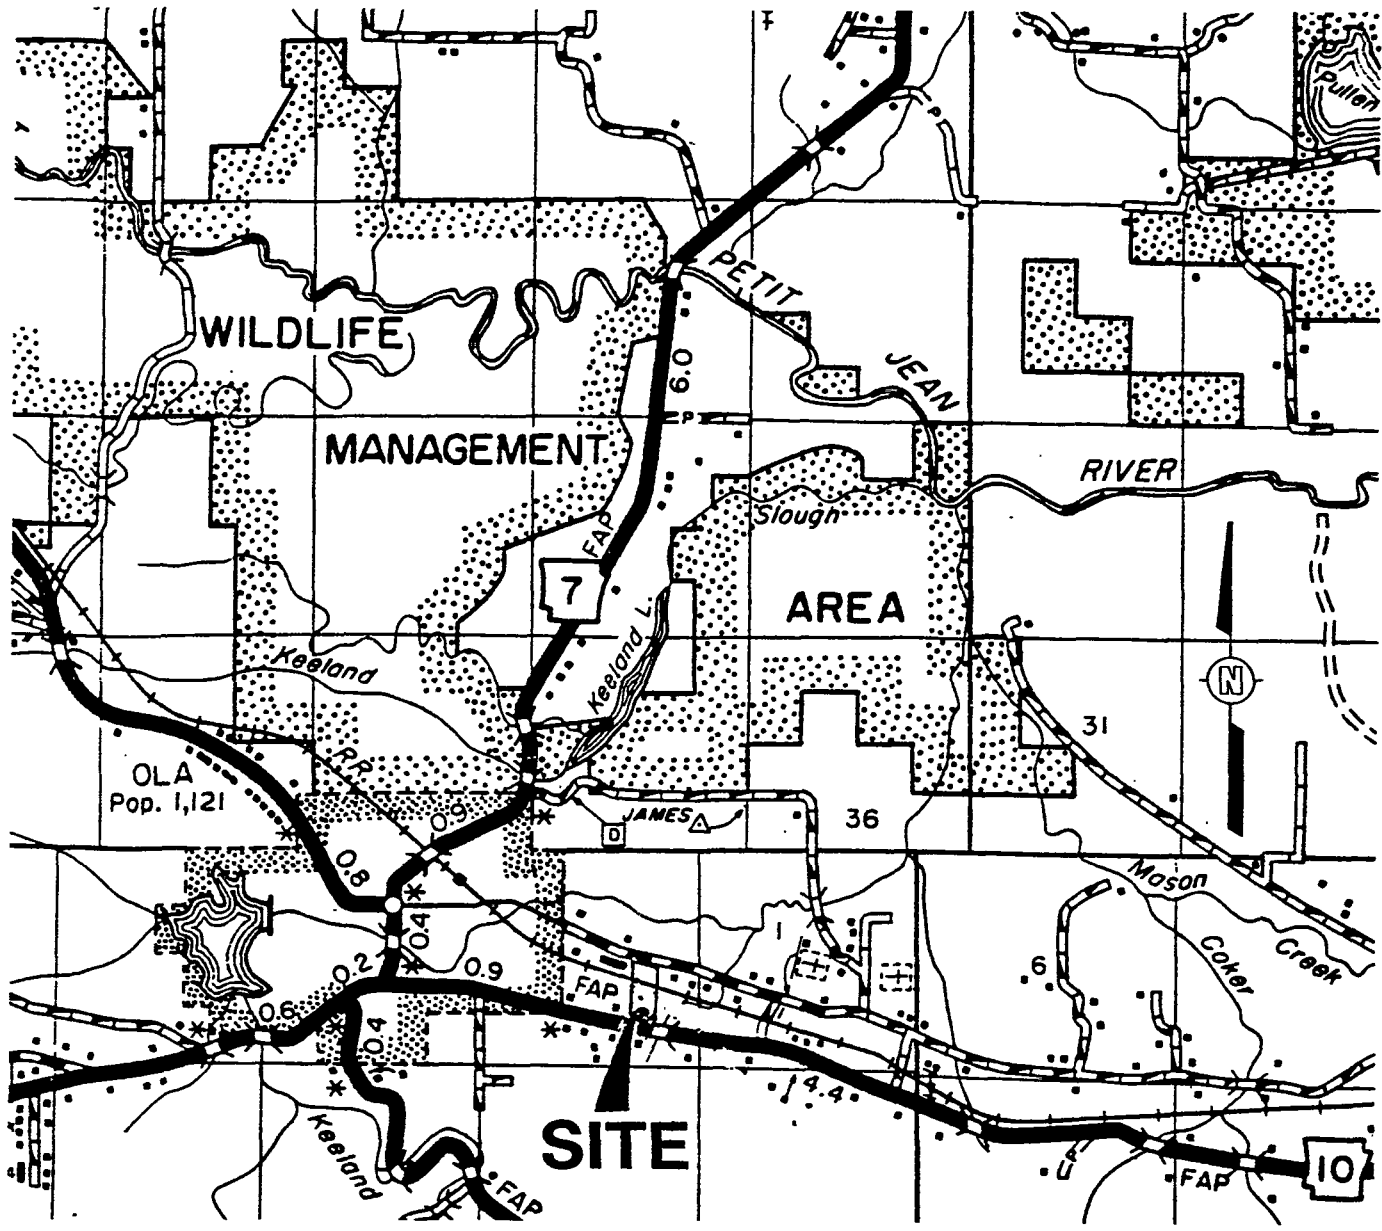 Pullen
P
PETIT
WILDLIFE
JEAN
6.0
P
MANAGEMENT
RIVER
Slough
FAP
7
AREA
Keeland L.
Keeland
N
31
RR
OLA
Pop. 1,121
0.9
JAMES
D
36
0.8
Mason
Creek
0.4
1
Coker
6
0.2
0.9
FAP
0.6
0.4
4.4
SITE
Keeland
FAP
P
FAP
10